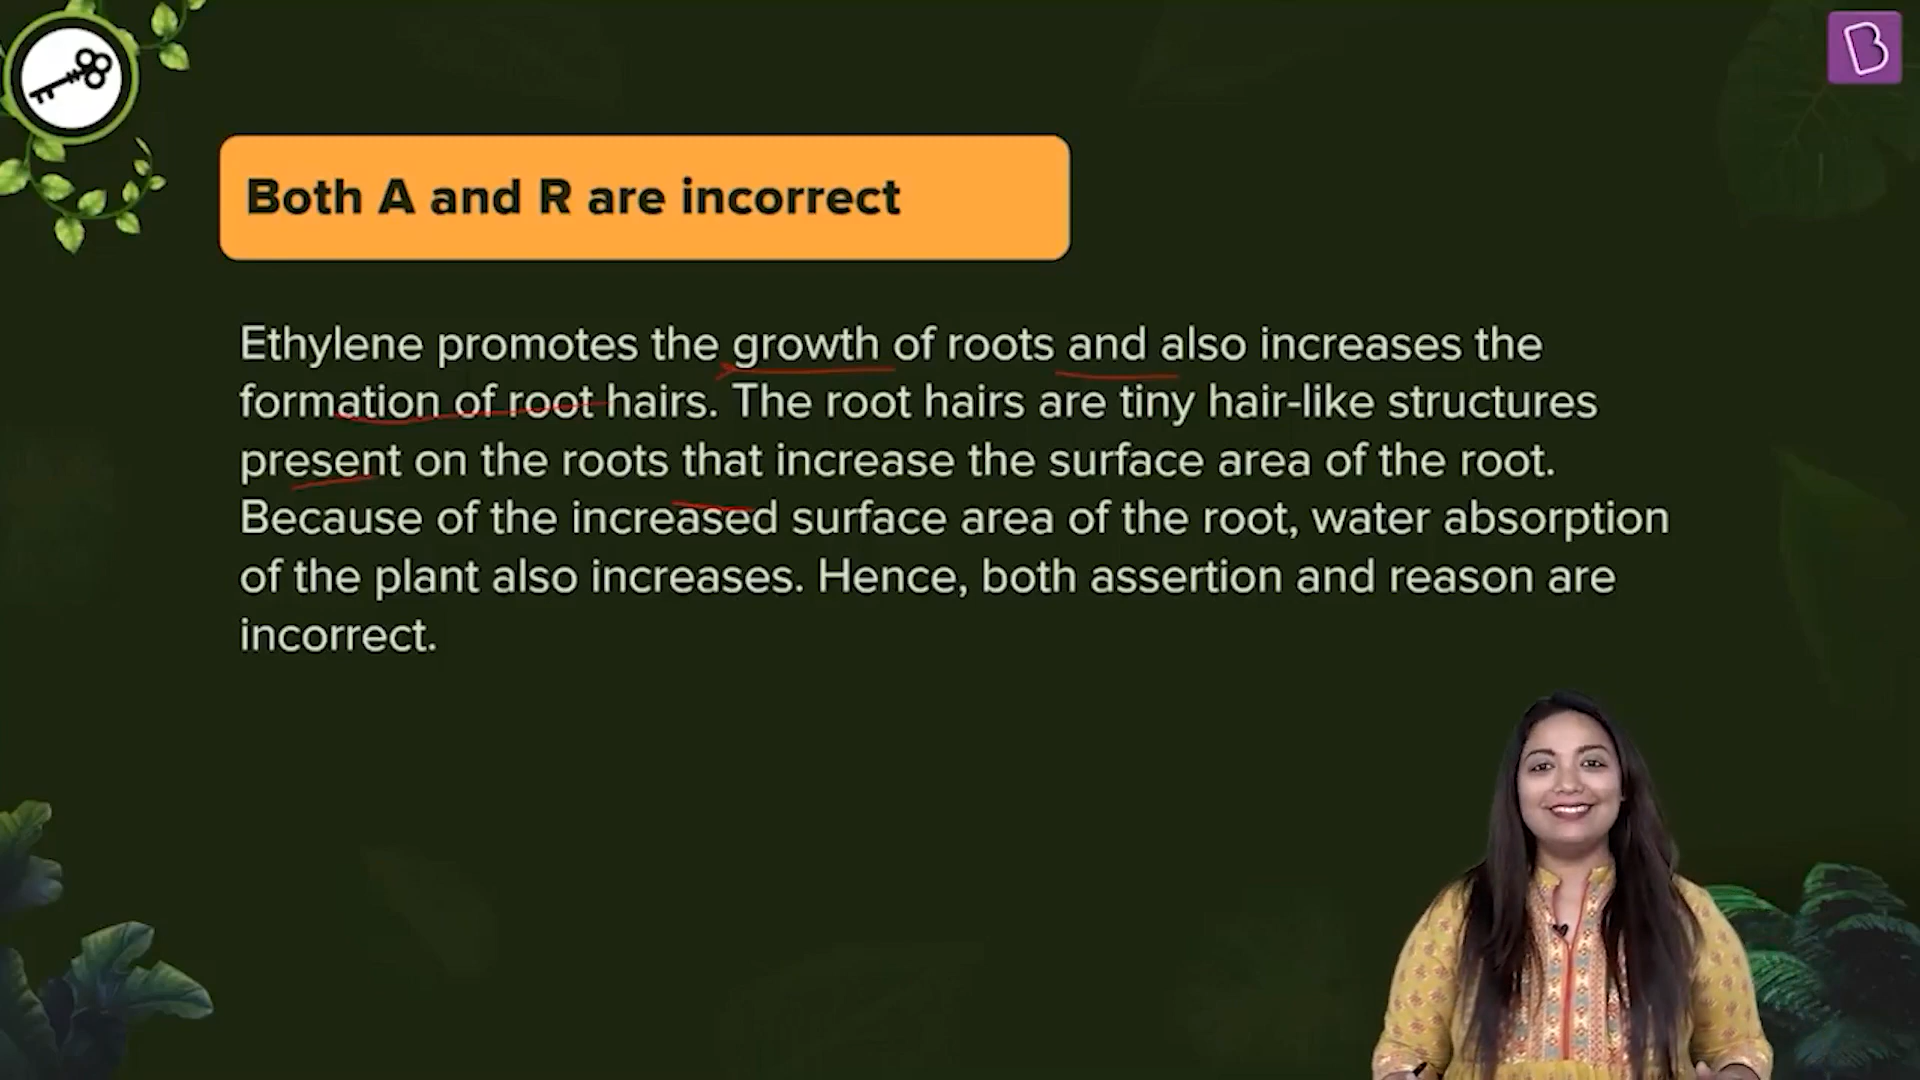 B
Both A and R are incorrect
Ethylene promotes the growth of roots and also increases the
formation of root hairs. The root hairs are tiny hair-like structures
present on the roots that increase the surface area of the root.
Because of the increased surface area of the root, water absorption
of the plant also increases. Hence, both assertion and reason are
incorrect.